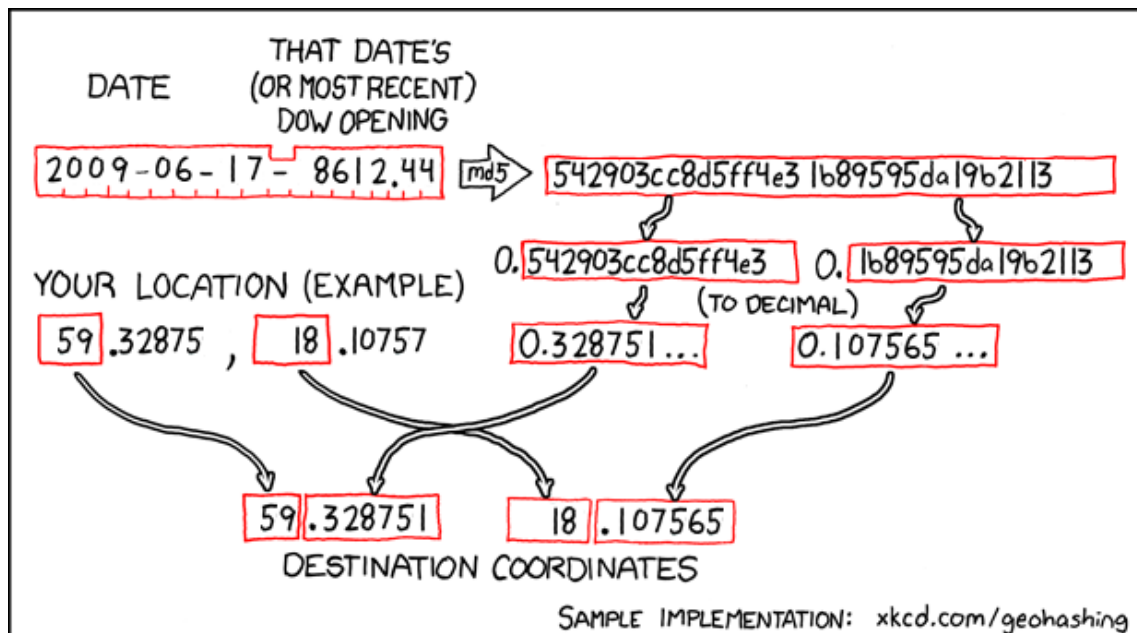 DATE
THAT DATE'S
(OR MOST RECENT)
DOW OPENING
2009-06-17-8612.44
md5
542903cc8d5ff4e31b89595da19b2113
0.542903cc8d5ff4e3
0.1b89595da19b2113
YOUR LOCATION (EXAMPLE)
(TO DECIMAL)
59.32875, 18.10757
0.328751...
0.107565...
59.328751
18.107565
DESTINATION COORDINATES
SAMPLE IMPLEMENTATION: xkcd.com/geohashing